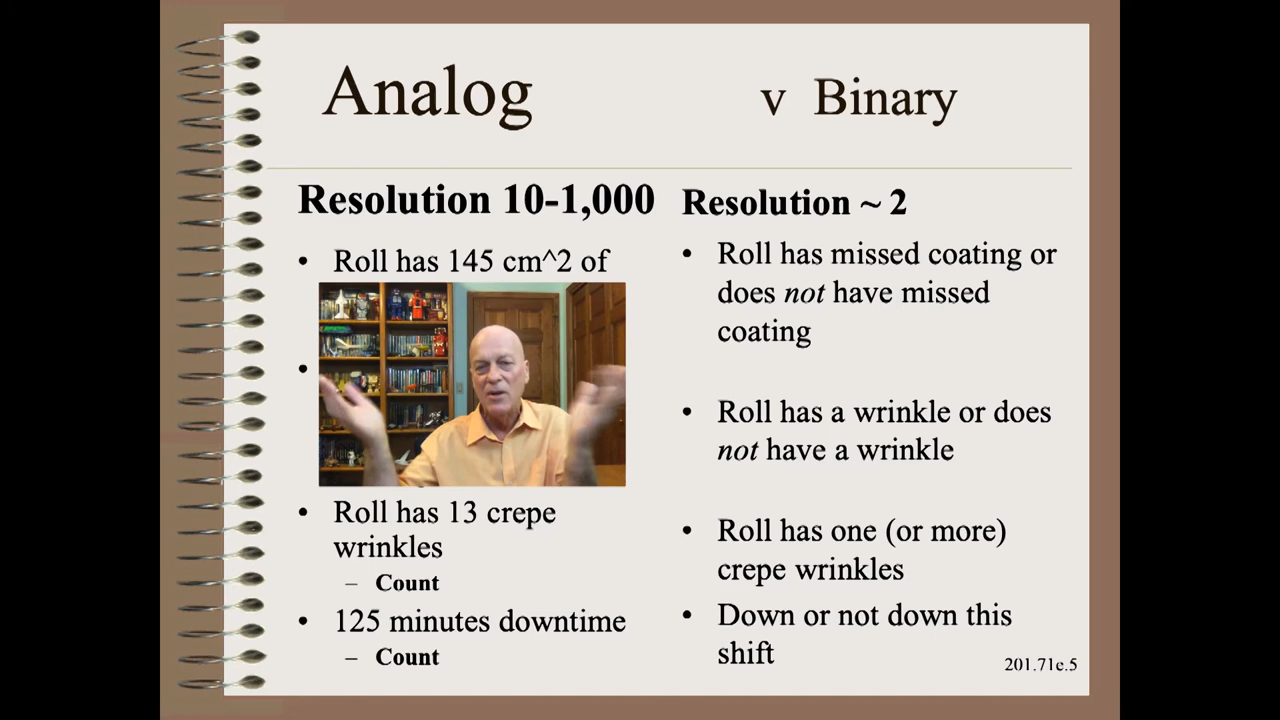 Analog
v Binary
Resolution 10-1,000
• Roll has 145 cm^2 of
•
• Roll has 13 crepe
wrinkles
– Count
• 125 minutes downtime
– Count
Resolution ~ 2
• Roll has missed coating or
does not have missed
coating
• Roll has a wrinkle or does
not have a wrinkle
• Roll has one (or more)
crepe wrinkles
• Down or not down this
shift
201.71c.5